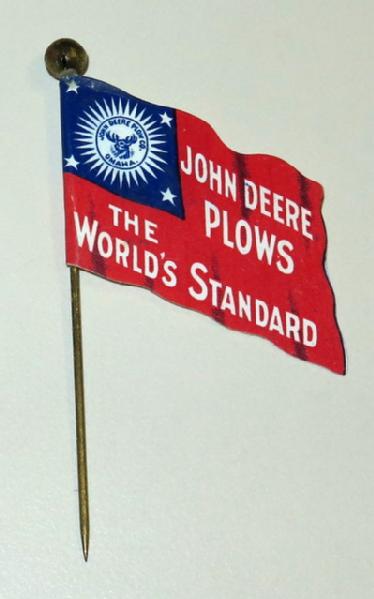 JOHN DEERE PLOW CO.
OMAHA.
JOHN DEERE
PLOWS
THE
WORLD'S STANDARD